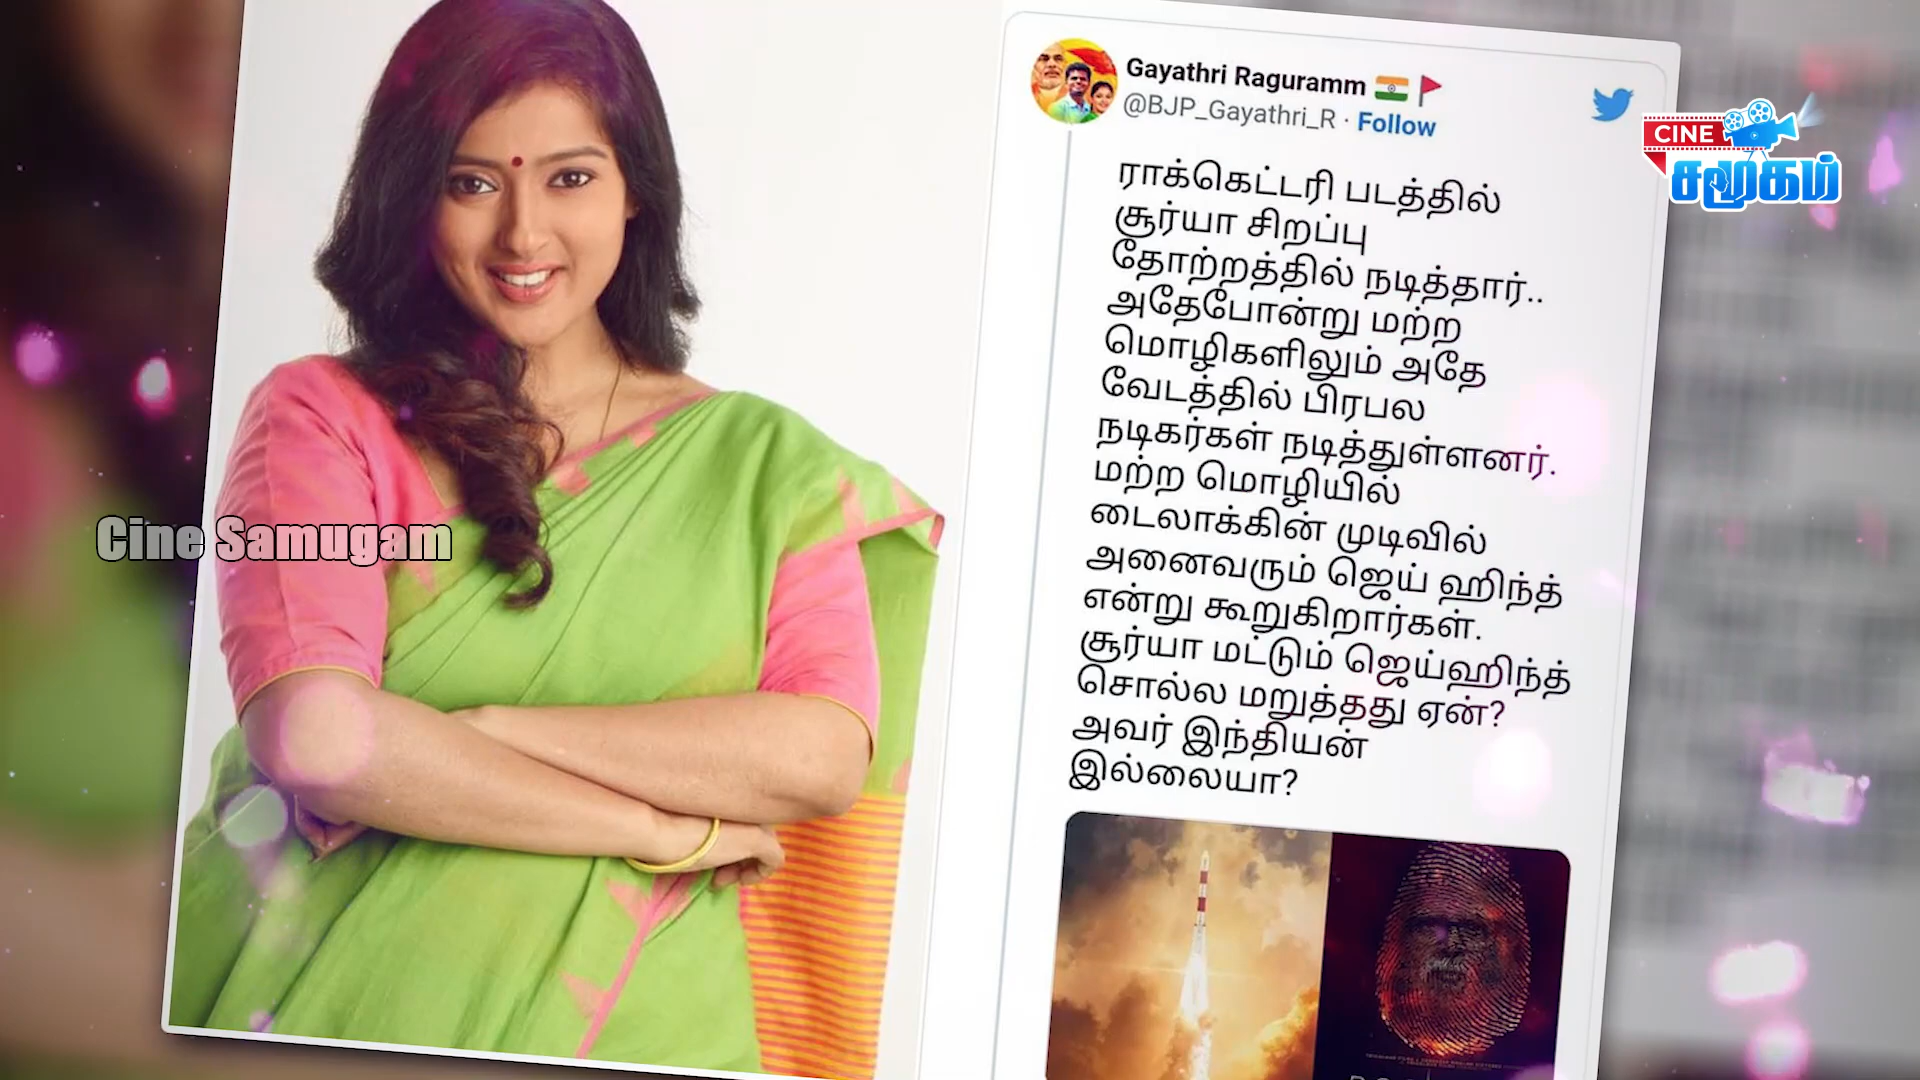 Gayathri Raguramm
@BJP_Gayathri_R · Follow
CINE
சமூகம்
ராக்கெட்டரி படத்தில்
சூர்யா சிறப்பு
தோற்றத்தில் நடித்தார்..
அதேபோன்று மற்ற
மொழிகளிலும் அதே
வேடத்தில் பிரபல
நடிகர்கள் நடித்துள்ளனர்.
மற்ற மொழியில்
டைலாக்கின் முடிவில்
அனைவரும் ஜெய் ஹிந்த்
என்று கூறுகிறார்கள்.
சூர்யா மட்டும் ஜெய்ஹிந்த்
சொல்ல மறுத்தது ஏன்?
அவர் இந்தியன்
இல்லையா?
Cine Samugam